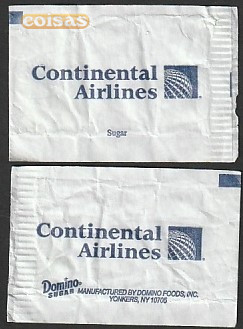 coisas
Continental
Airlines
Sugar
Continental
Airlines
Domino
SUGAR MANUFACTURED BY DOMINO FOODS, INC.
YONKERS, NY 10705